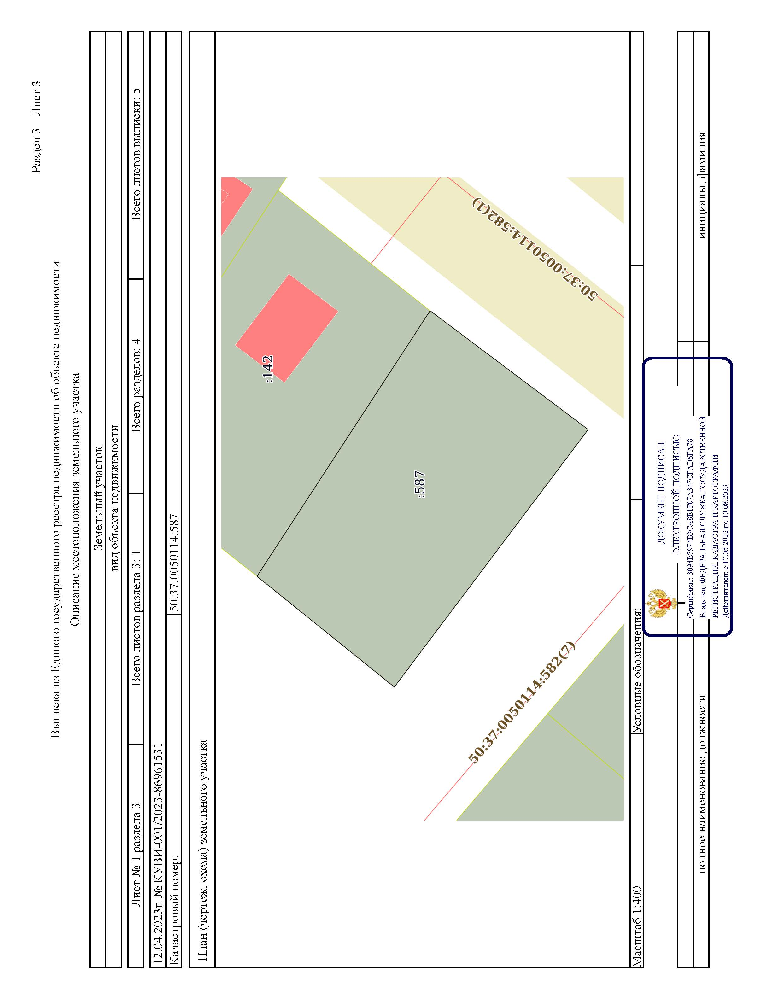 Раздел 3 Лист 3
Выписка из Единого государственного реестра недвижимости об объекте недвижимости
Описание местоположения земельного участка
Земельный участок
вид объекта недвижимости
Лист № 1 раздела 3 Всего листов раздела 3: 1 Всего разделов: 4 Всего листов выписки: 5
12.04.2023г. № КУВИ-001/2023-86961531
Кадастровый номер: 50:37:0050114:587
План (чертеж, схема) земельного участка
:142
:587
50:37:0050114:582(1)
50:37:0050114:582(7)
Масштаб 1:400 Условные обозначения:
ДОКУМЕНТ ПОДПИСАН
ЭЛЕКТРОННОЙ ПОДПИСЬЮ
Сертификат: 3094B7974B3CA8E1F07A347CFAD6FA78
Владелец: ФЕДЕРАЛЬНАЯ СЛУЖБА ГОСУДАРСТВЕННОЙ
РЕГИСТРАЦИИ, КАДАСТРА И КАРТОГРАФИИ
Действителен: с 17.05.2022 по 10.08.2023
полное наименование должности инициалы, фамилия